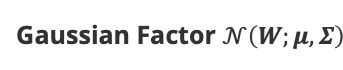 Gaussian Factor 𝒩(W; μ, Σ)